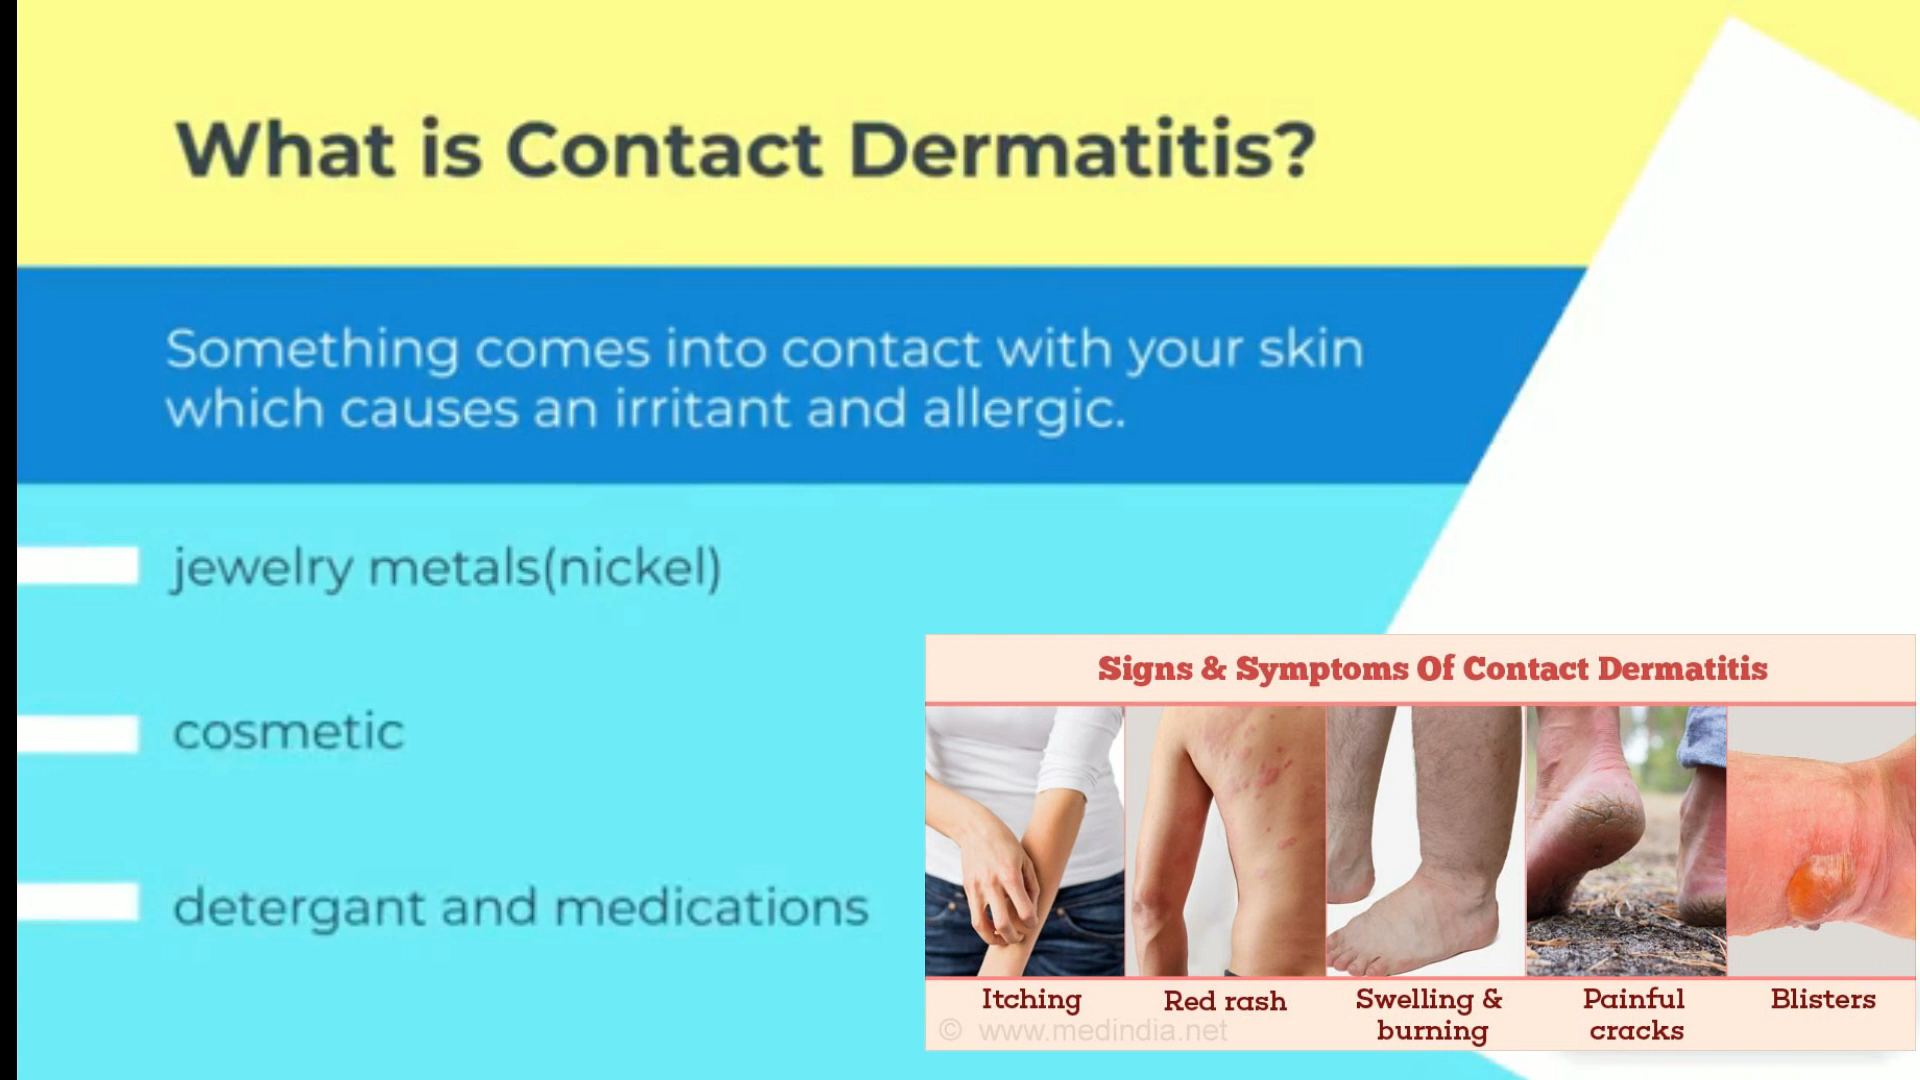 What is Contact Dermatitis?
Something comes into contact with your skin
which causes an irritant and allergic.
jewelry metals(nickel)
cosmetic
detergant and medications
Signs & Symptoms Of Contact Dermatitis
Itching
Red rash
Swelling &
burning
Painful
cracks
Blisters
© www.medindia.net